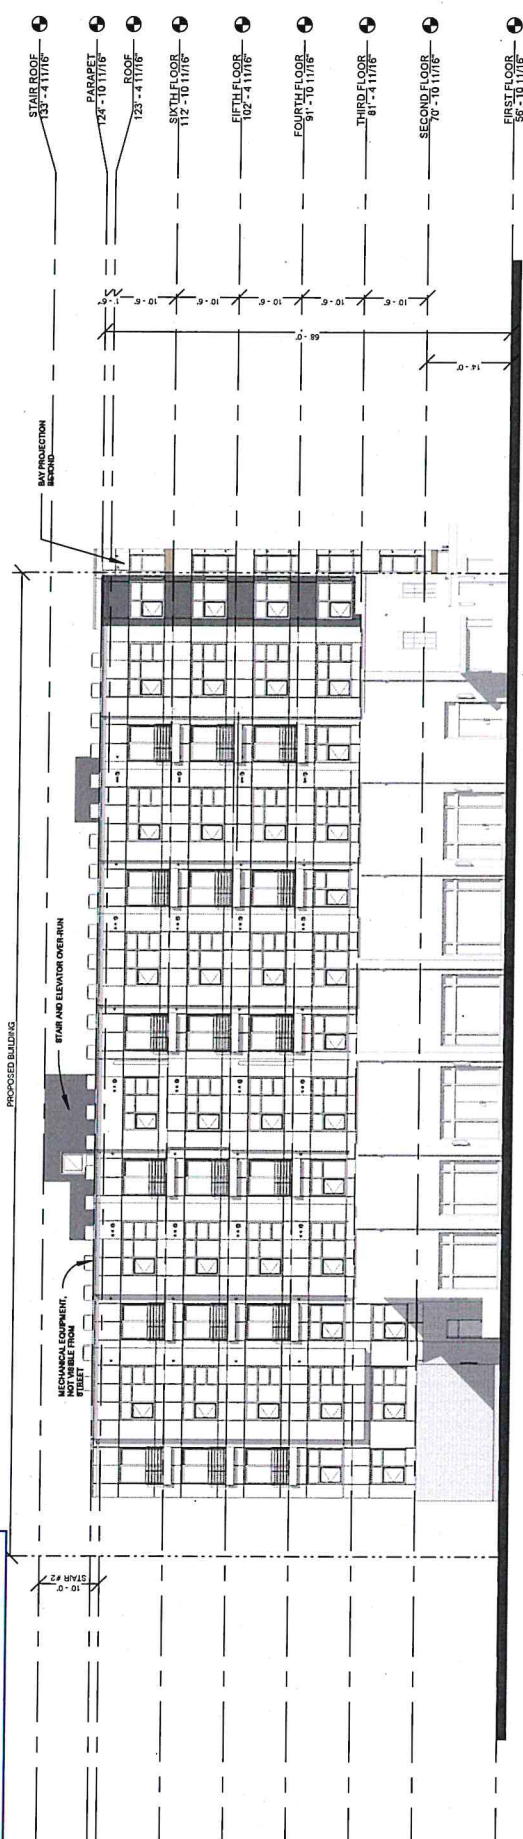 STAIR ROOF
133' - 4 11/16"
PARAPET
124' - 10 11/16"
ROOF
123' - 4 11/16"
SIXTH FLOOR
112' - 10 11/16"
FIFTH FLOOR
102' - 4 11/16"
FOURTH FLOOR
91' - 10 11/16"
THIRD FLOOR
81' - 4 11/16"
SECOND FLOOR
70' - 10 11/16"
FIRST FLOOR
56' - 10 11/16"
1' - 6"
10' - 6"
10' - 6"
10' - 6"
10' - 6"
10' - 6"
68' - 0"
14' - 0"
BAY PROJECTION
BEYOND
PROPOSED BUILDING
STAIR AND ELEVATOR OVER-RUN
MECHANICAL EQUIPMENT,
NOT VISIBLE FROM
STREET
10' - 0"
STAIR #2